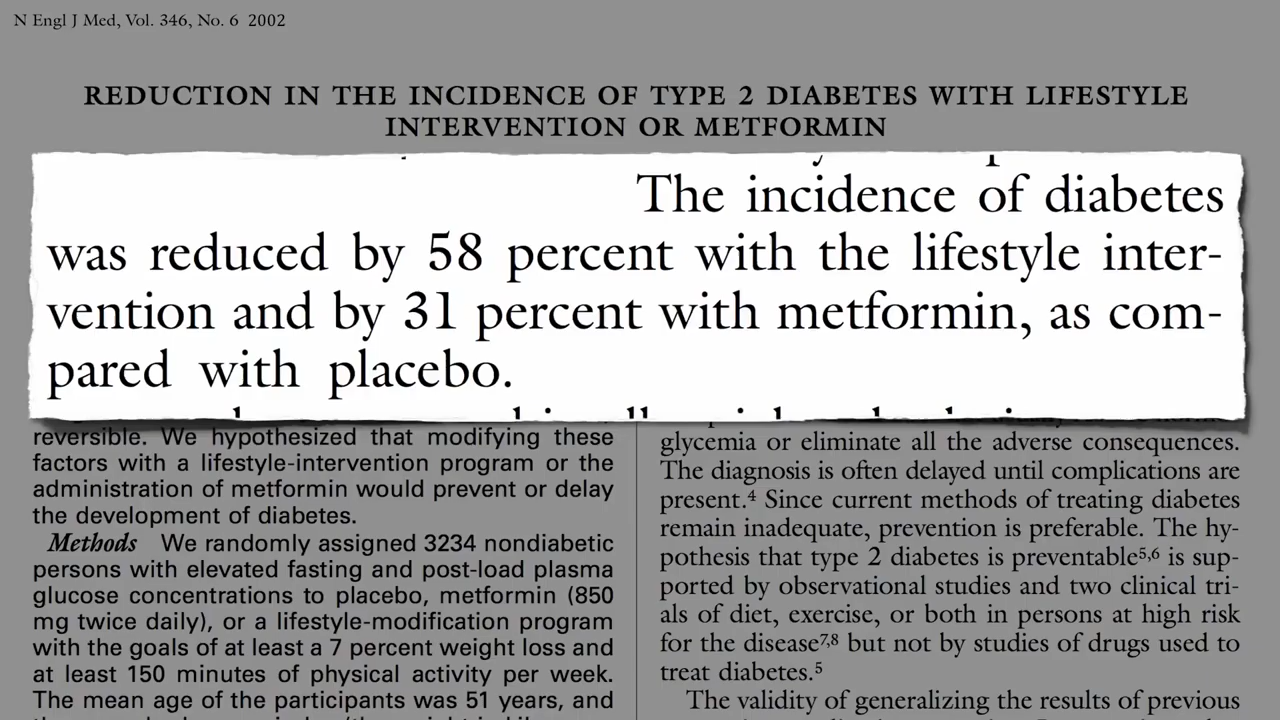 N Engl J Med, Vol. 346, No. 6 2002
REDUCTION IN THE INCIDENCE OF TYPE 2 DIABETES WITH LIFESTYLE
INTERVENTION OR METFORMIN
The incidence of diabetes
was reduced by 58 percent with the lifestyle inter-
vention and by 31 percent with metformin, as com-
pared with placebo.
reversible. We hypothesized that modifying these
factors with a lifestyle-intervention program or the
administration of metformin would prevent or delay
the development of diabetes.
Methods We randomly assigned 3234 nondiabetic
persons with elevated fasting and post-load plasma
glucose concentrations to placebo, metformin (850
mg twice daily), or a lifestyle-modification program
with the goals of at least a 7 percent weight loss and
at least 150 minutes of physical activity per week.
The mean age of the participants was 51 years, and
glycemia or eliminate all the adverse consequences.
The diagnosis is often delayed until complications are
present.⁴ Since current methods of treating diabetes
remain inadequate, prevention is preferable. The hy-
pothesis that type 2 diabetes is preventable⁵,⁶ is sup-
ported by observational studies and two clinical tri-
als of diet, exercise, or both in persons at high risk
for the disease⁷,⁸ but not by studies of drugs used to
treat diabetes.⁵
The validity of generalizing the results of previous